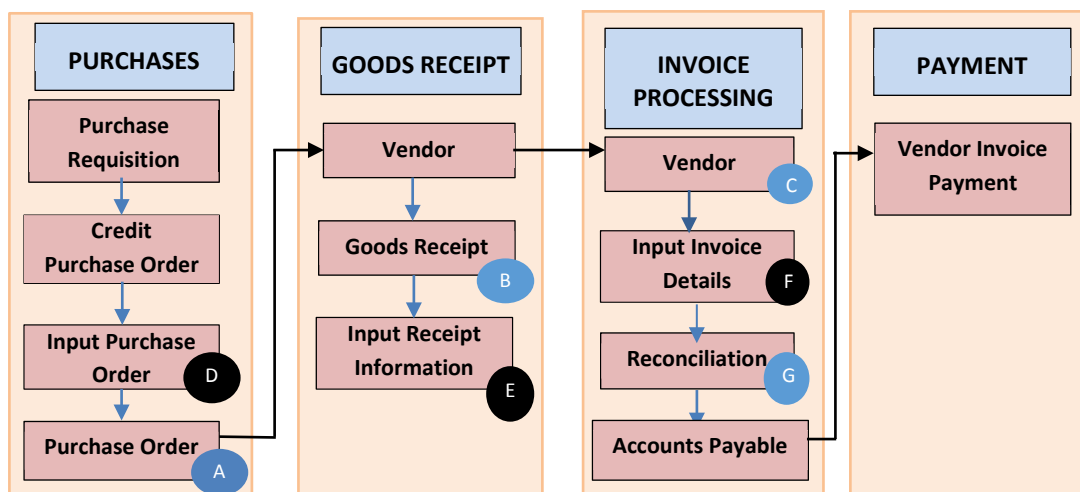 PURCHASES
Purchase
Requisition
Credit
Purchase Order
Input Purchase
Order
D
Purchase Order
A
GOODS RECEIPT
Vendor
Goods Receipt
B
Input Receipt
Information
E
INVOICE
PROCESSING
Vendor
C
Input Invoice
Details
F
Reconciliation
G
Accounts Payable
PAYMENT
Vendor Invoice
Payment